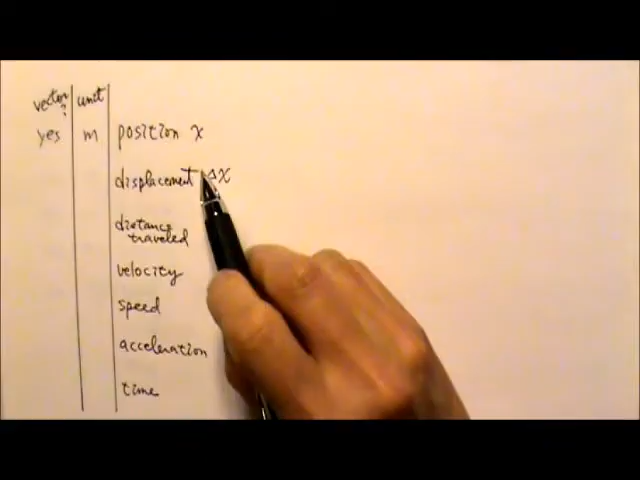 vector? unit
yes m position x
displacement Δx
distance
traveled
velocity
speed
acceleration
time